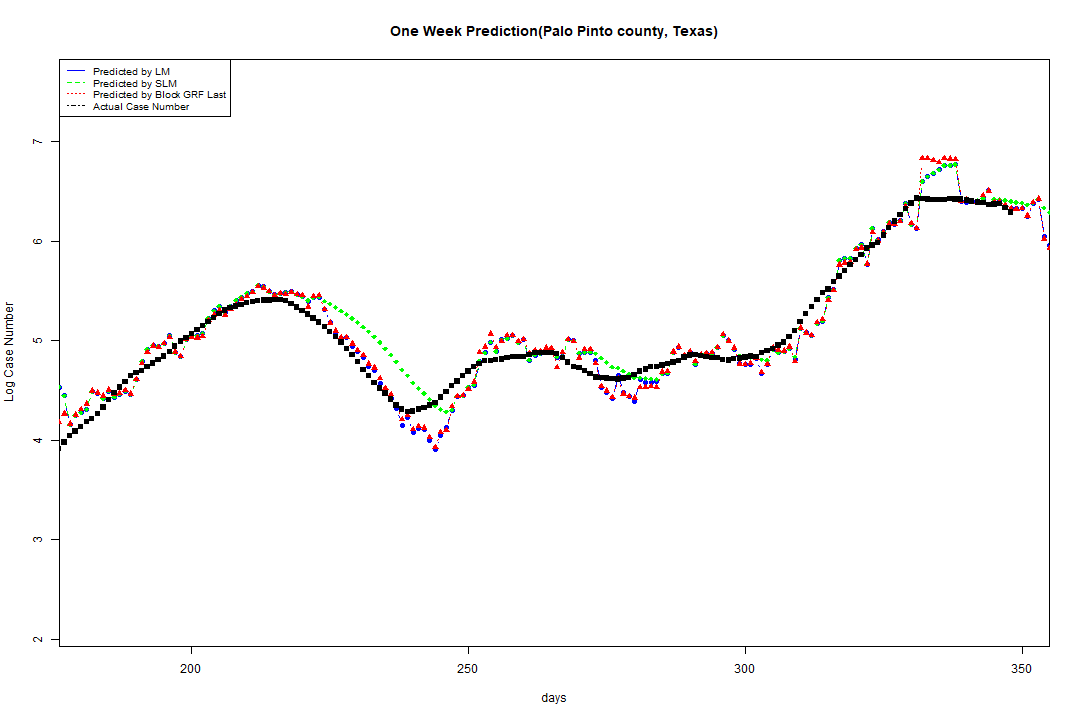 One Week Prediction(Palo Pinto county, Texas)
Predicted by LM
Predicted by SLM
Predicted by Block GRF Last
Actual Case Number
7
6
5
4
3
2
Log Case Number
200 250 300 350
days